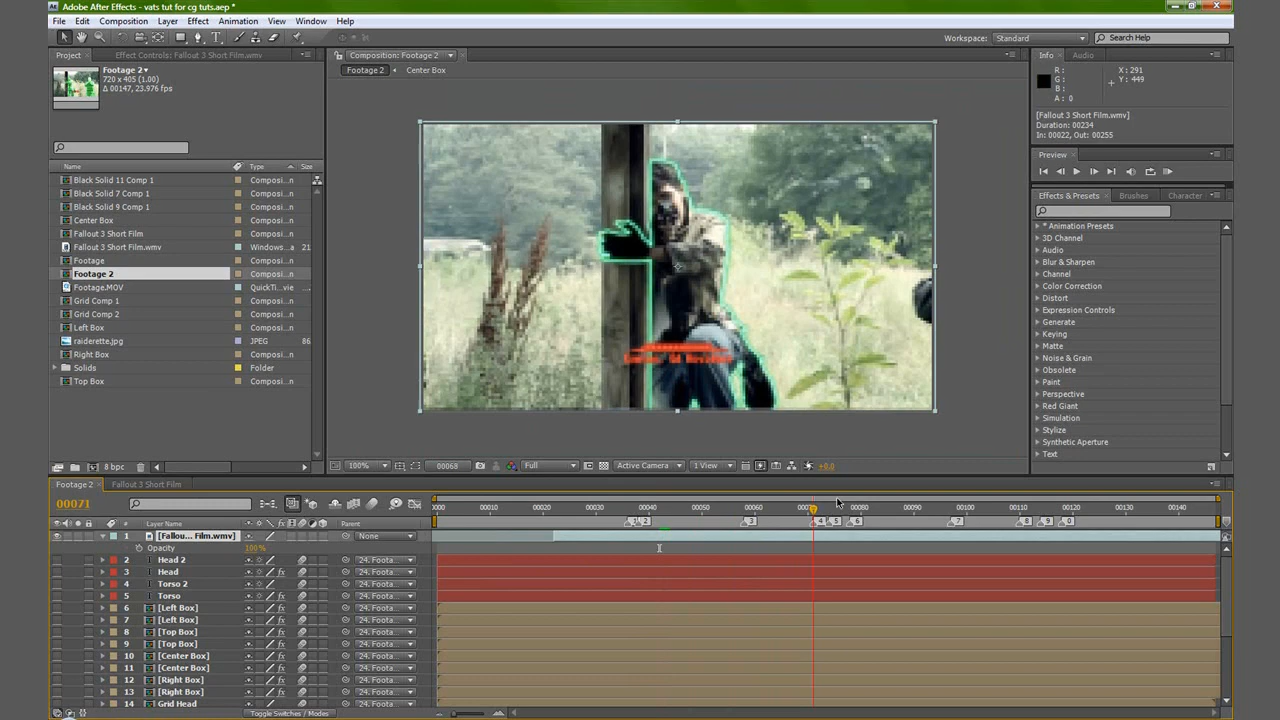 Adobe After Effects - vats tut for cg tuts.aep *
File Edit Composition Layer Effect Animation View Window Help
Workspace: Standard Search Help
Project Effect Controls: Fallout 3 Short Film.wmv
Composition: Footage 2
Info Audio
Footage 2
720 x 405 (1.00)
Δ 00147, 23.976 fps
Footage 2 Center Box
R: X: 291
G: Y: 449
B:
A: 0
[Fallout 3 Short Film.wmv]
Duration: 00234
In: 00022, Out: 00255
Preview
Name Type Size
Black Solid 11 Comp 1 Composi...n
Black Solid 7 Comp 1 Composi...n
Black Solid 9 Comp 1 Composi...n
Center Box Composi...n
Fallout 3 Short Film Composi...n
Fallout 3 Short Film.wmv Windows...a 21
Footage Composi...n
Footage 2 Composi...n
Footage.MOV QuickTi...vie
Grid Comp 1 Composi...n
Grid Comp 2 Composi...n
Left Box Composi...n
raiderette.jpg JPEG 86
Right Box Composi...n
Solids Folder
Top Box Composi...n
8 bpc
Effects & Presets Brushes Character
* Animation Presets
3D Channel
Audio
Blur & Sharpen
Channel
Color Correction
Distort
Expression Controls
Generate
Keying
Matte
Noise & Grain
Obsolete
Paint
Perspective
Red Giant
Simulation
Stylize
Synthetic Aperture
Text
100% 00068 Full Active Camera 1 View +0.0
Footage 2 Fallout 3 Short Film
00071
0000 00010 00020 00030 00040 00050 00060 00080 00090 00100 00110 00120 00130 00140
2 3 4 5 6 7 8 9 0
# Layer Name Parent
1 [Fallou... Film.wmv] None
Opacity 100%
2 Head 2 24. Foota...
3 Head 24. Foota...
4 Torso 2 24. Foota...
5 Torso 24. Foota...
6 [Left Box] 24. Foota...
7 [Left Box] 24. Foota...
8 [Top Box] 24. Foota...
9 [Top Box] 24. Foota...
10 [Center Box] 24. Foota...
11 [Center Box] 24. Foota...
12 [Right Box] 24. Foota...
13 [Right Box] 24. Foota...
14 Grid Head 24. Foota...
Toggle Switches / Modes